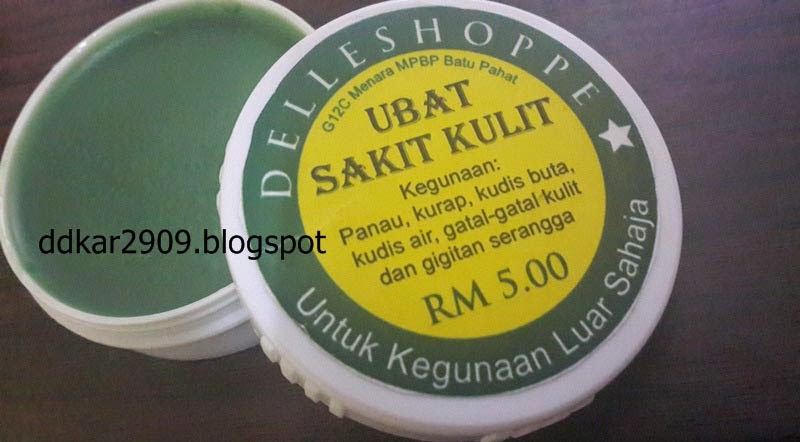 DELLESHOPPE
G12C Menara MPBP Batu Pahat
UBAT
SAKIT KULIT
Kegunaan:
Panau, kurap, kudis buta,
kudis air, gatal-gatal kulit
dan gigitan serangga
RM 5.00
Untuk Kegunaan Luar Sahaja
ddkar2909.blogspot